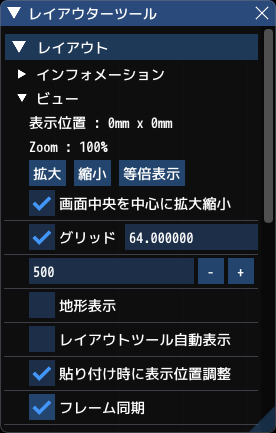 レイアウターツール
レイアウト
インフォメーション
ビュー
表示位置 : 0mm x 0mm
Zoom : 100%
拡大 縮小 等倍表示
画面中央を中心に拡大縮小
グリッド 64.000000
500 - +
地形表示
レイアウトツール自動表示
貼り付け時に表示位置調整
フレーム同期